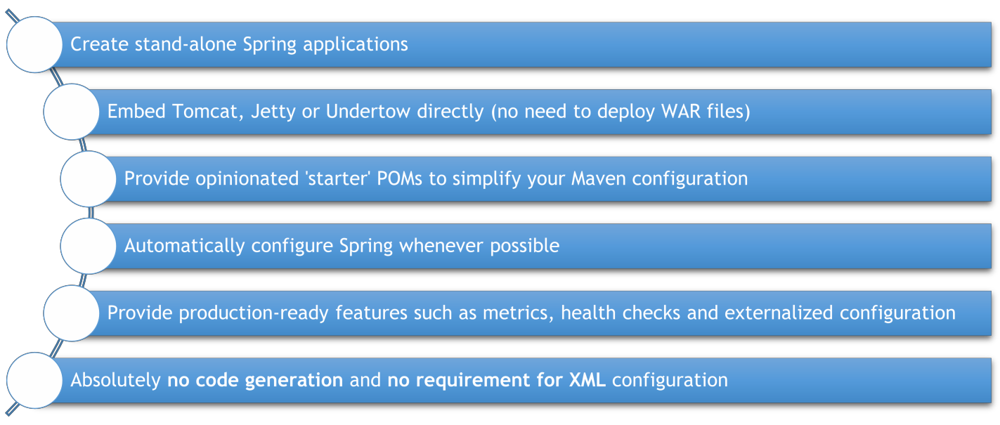 Create stand-alone Spring applications
Embed Tomcat, Jetty or Undertow directly (no need to deploy WAR files)
Provide opinionated 'starter' POMs to simplify your Maven configuration
Automatically configure Spring whenever possible
Provide production-ready features such as metrics, health checks and externalized configuration
Absolutely no code generation and no requirement for XML configuration